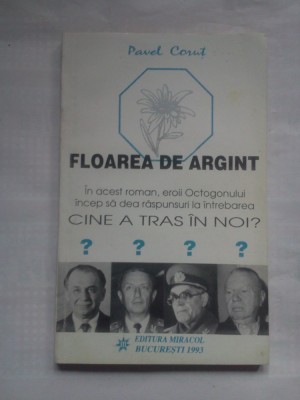 Pavel Coruț
FLOAREA DE ARGINT
În acest roman, eroii Octogonului
încep să dea răspunsuri la întrebarea
CINE A TRAS ÎN NOI?
? ? ? ?
EDITURA MIRACOL
BUCUREȘTI 1993